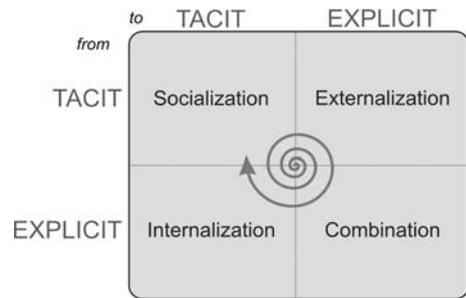 to TACIT EXPLICIT
from
TACIT Socialization Externalization
EXPLICIT Internalization Combination